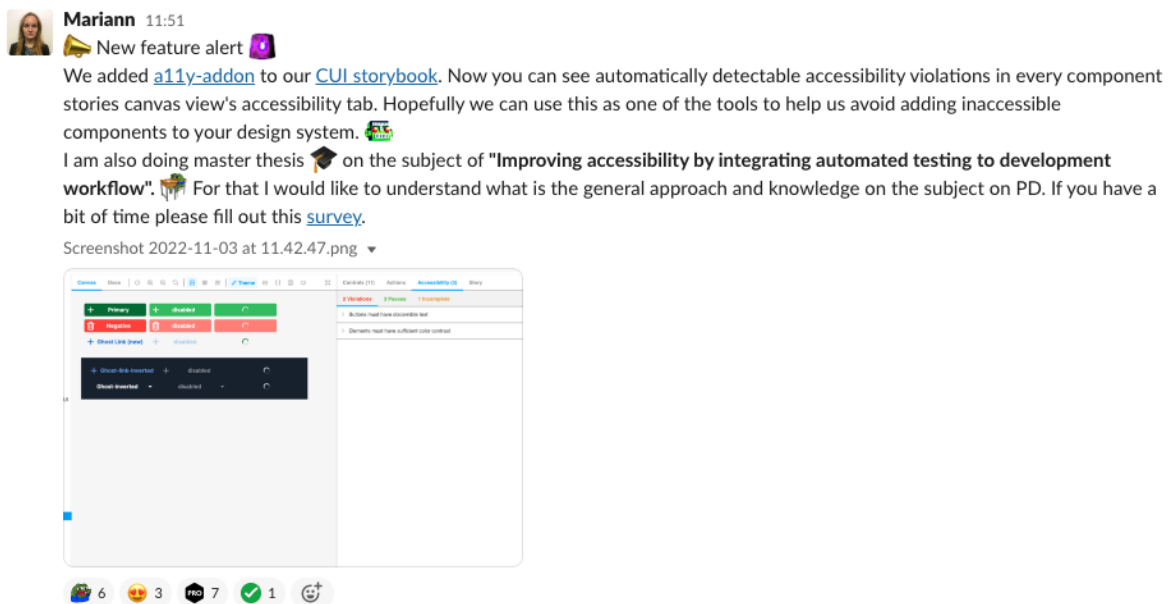 Mariann 11:51
New feature alert
We added a11y-addon to our CUI storybook. Now you can see automatically detectable accessibility violations in every component
stories canvas view's accessibility tab. Hopefully we can use this as one of the tools to help us avoid adding inaccessible
components to your design system.
I am also doing master thesis on the subject of "Improving accessibility by integrating automated testing to development
workflow". For that I would like to understand what is the general approach and knowledge on the subject on PD. If you have a
bit of time please fill out this survey.
Screenshot 2022-11-03 at 11.42.47.png
Canvas Docs Theme Controls (11) Actions Accessibility (3) Story
2 Violations 3 Passes 1 Incomplete
Primary disabled
Buttons must have discernible text
Negative disabled
Elements must have sufficient color contrast
Ghost Link (new) disabled
Ghost-link-inverted disabled
Ghost-inverted disabled
6 3 PRO 7 1